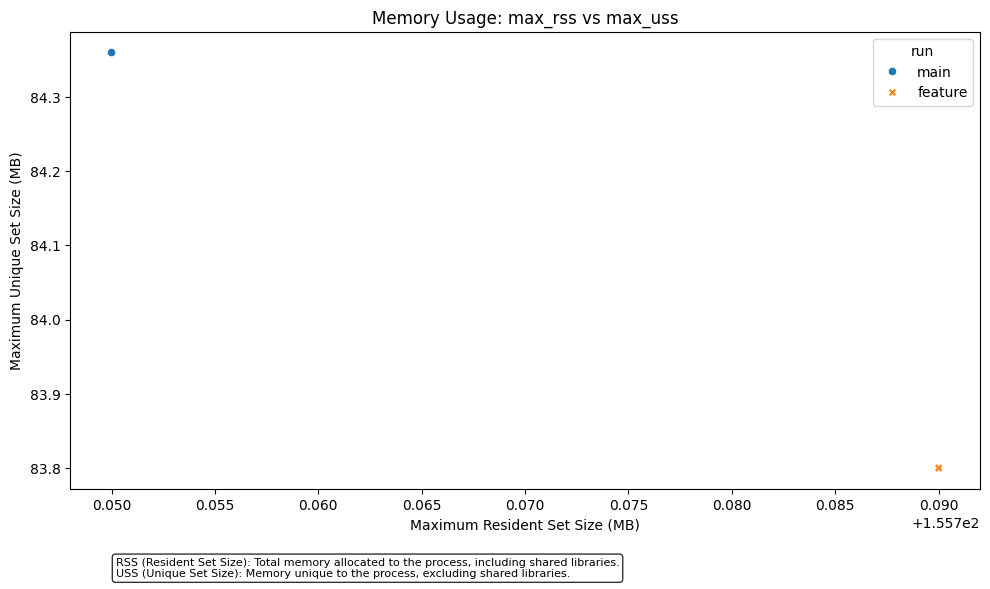 Memory Usage: max_rss vs max_uss
run
main
feature
84.3
84.2
84.1
84.0
83.9
83.8
Maximum Unique Set Size (MB)
0.050 0.055 0.060 0.065 0.070 0.075 0.080 0.085 0.090
+1.557e2
Maximum Resident Set Size (MB)
RSS (Resident Set Size): Total memory allocated to the process, including shared libraries.
USS (Unique Set Size): Memory unique to the process, excluding shared libraries.